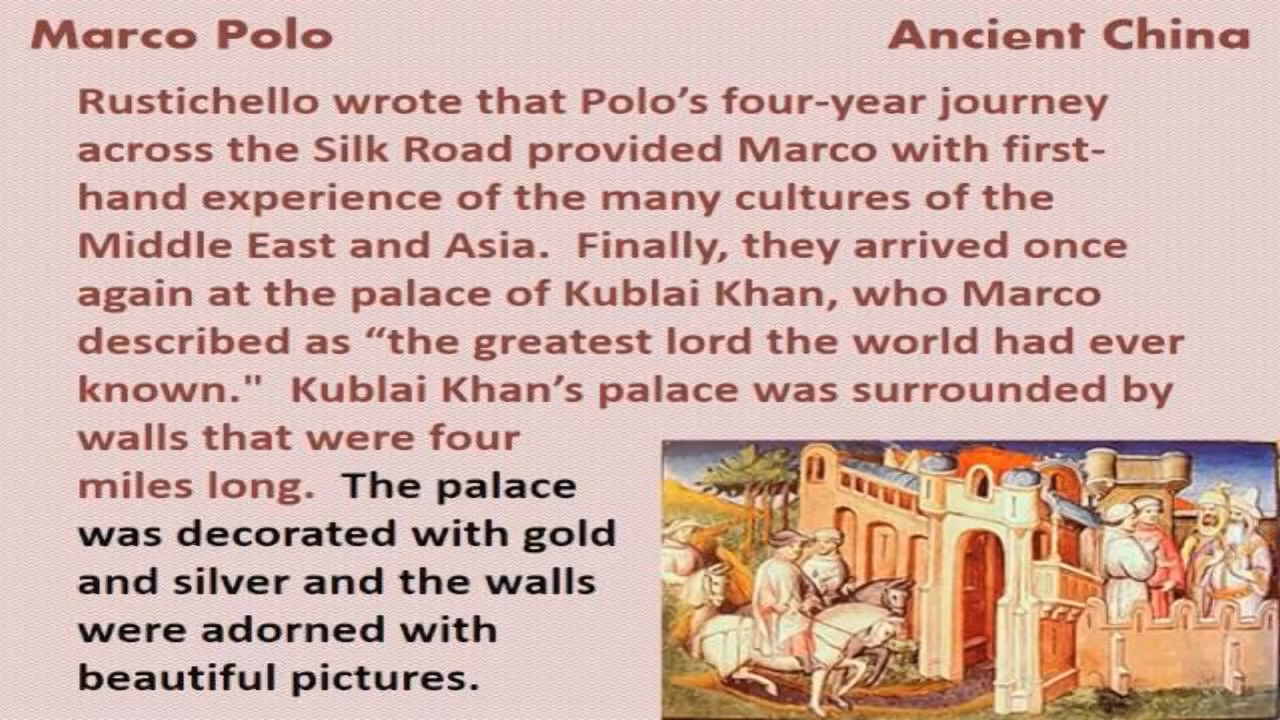 Marco Polo
Ancient China
Rustichello wrote that Polo’s four-year journey
across the Silk Road provided Marco with first-
hand experience of the many cultures of the
Middle East and Asia.  Finally, they arrived once
again at the palace of Kublai Khan, who Marco
described as “the greatest lord the world had ever
known."  Kublai Khan’s palace was surrounded by
walls that were four
miles long.  The palace
was decorated with gold
and silver and the walls
were adorned with
beautiful pictures.